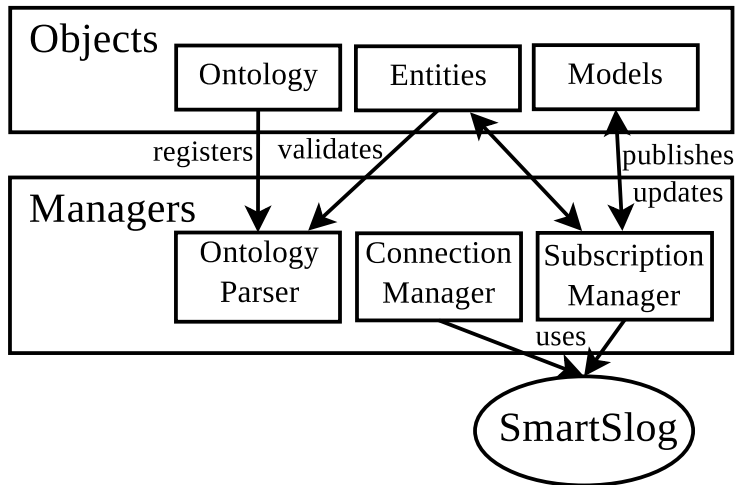 Objects
Ontology
Entities
Models
registers
validates
publishes
updates
Managers
Ontology
Parser
Connection
Manager
Subscription
Manager
uses
SmartSlog